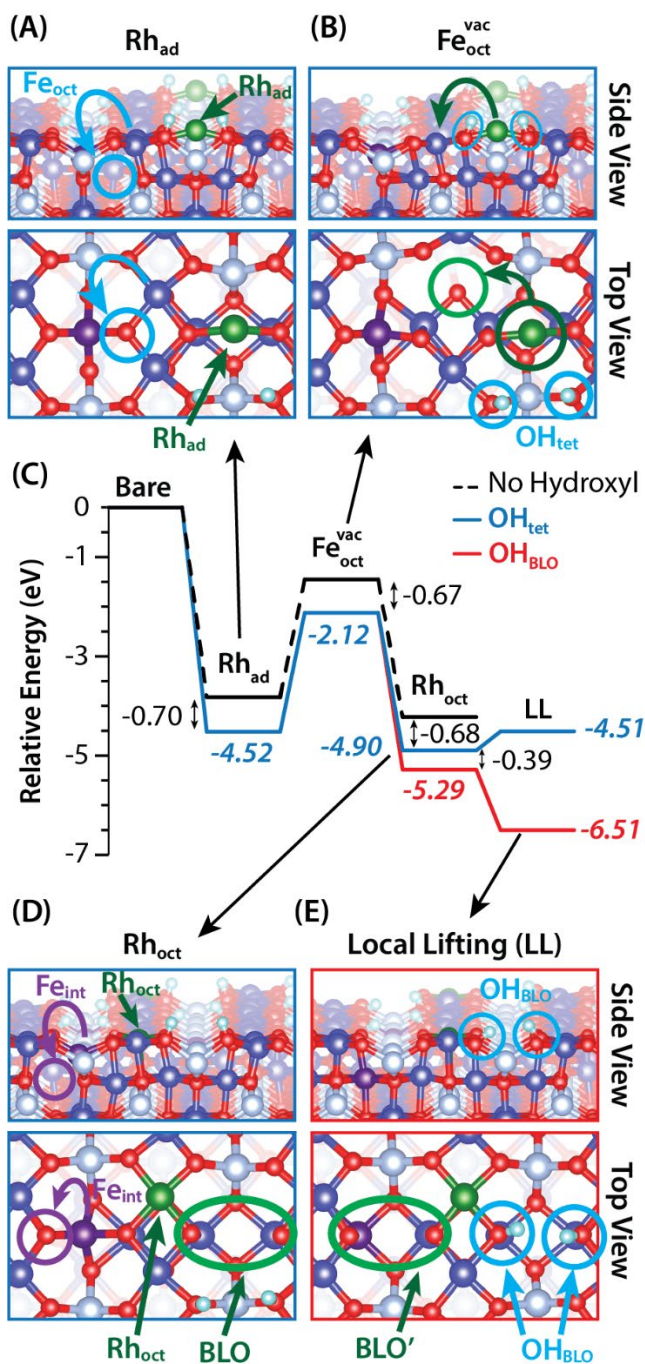 (A)
Rh_ad
(B)
Fe_oct^vac
Fe_oct
Rh_ad
Side View
Rh_ad
OH_tet
Top View
(C)
Bare
No Hydroxyl
OH_tet
OH_BLO
Relative Energy (eV)
0
-1
-3
-5
-7
Fe_oct^vac
-0.67
-2.12
Rh_ad
-0.70
-4.52
Rh_oct
-0.68
-4.90
LL
-4.51
-0.39
-5.29
-6.51
(D)
Rh_oct
(E)
Local Lifting (LL)
Fe_int
Rh_oct
OH_BLO
Side View
Fe_int
Rh_oct
BLO
BLO'
OH_BLO
Top View